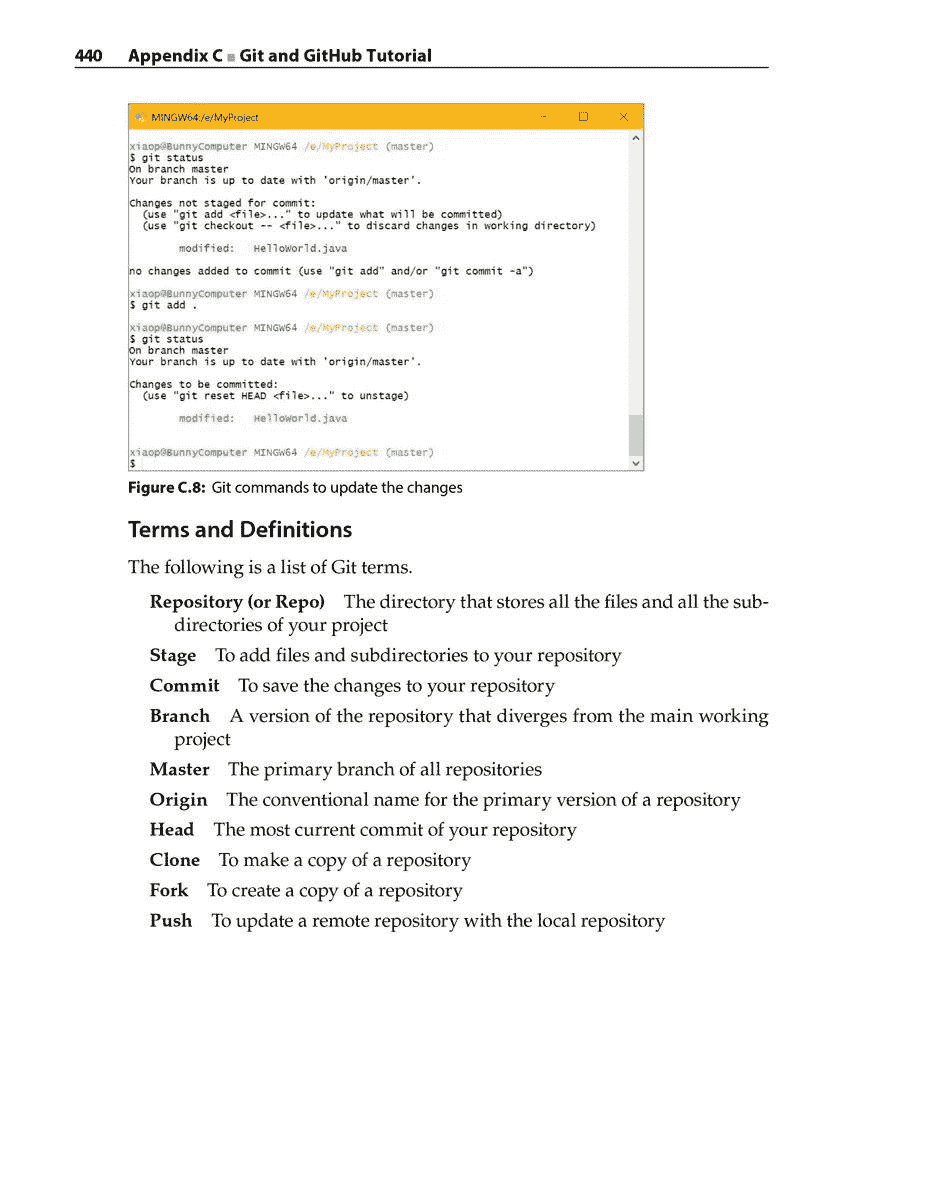 440 Appendix C ■ Git and GitHub Tutorial
MINGW64:/e/MyProject
xiaop@BunnyComputer MINGW64 /e/MyProject (master)
$ git status
On branch master
Your branch is up to date with 'origin/master'.
Changes not staged for commit:
(use "git add <file>..." to update what will be committed)
(use "git checkout -- <file>..." to discard changes in working directory)
modified: HelloWorld.java
no changes added to commit (use "git add" and/or "git commit -a")
xiaop@BunnyComputer MINGW64 /e/MyProject (master)
$ git add .
xiaop@BunnyComputer MINGW64 /e/MyProject (master)
$ git status
On branch master
Your branch is up to date with 'origin/master'.
Changes to be committed:
(use "git reset HEAD <file>..." to unstage)
modified: HelloWorld.java
xiaop@BunnyComputer MINGW64 /e/MyProject (master)
$
Figure C.8: Git commands to update the changes
Terms and Definitions
The following is a list of Git terms.
Repository (or Repo) The directory that stores all the files and all the sub-
directories of your project
Stage To add files and subdirectories to your repository
Commit To save the changes to your repository
Branch A version of the repository that diverges from the main working
project
Master The primary branch of all repositories
Origin The conventional name for the primary version of a repository
Head The most current commit of your repository
Clone To make a copy of a repository
Fork To create a copy of a repository
Push To update a remote repository with the local repository